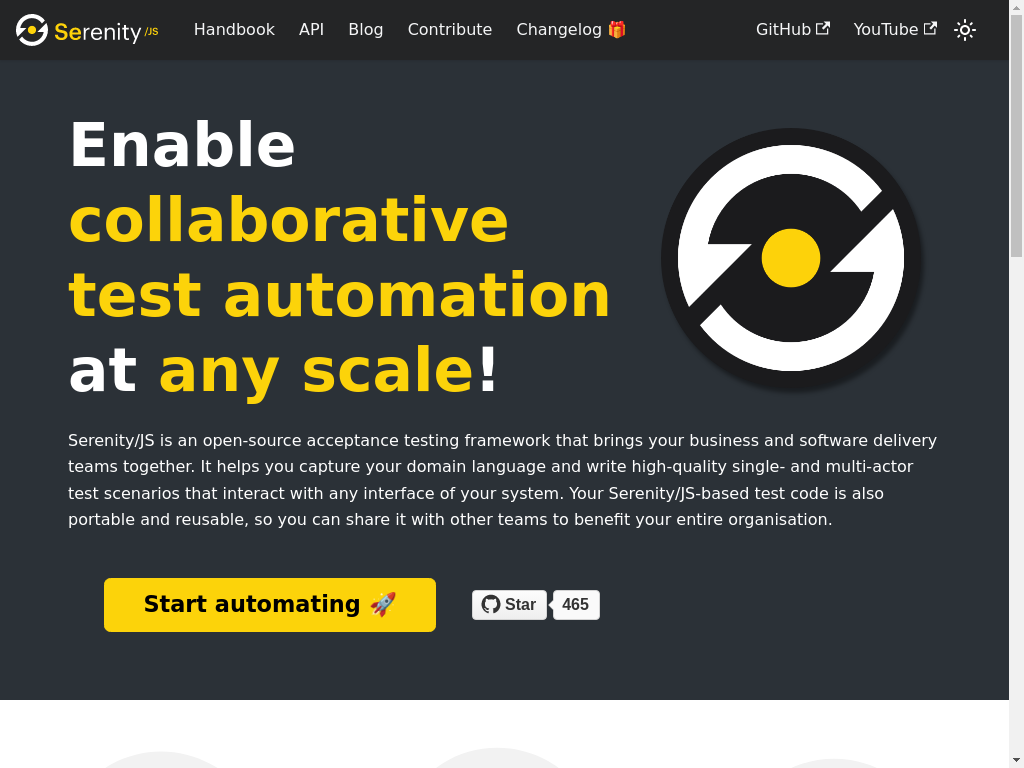 Serenity/JS Handbook API Blog Contribute Changelog 🎁 GitHub YouTube
Enable
collaborative
test automation
at any scale!
Serenity/JS is an open-source acceptance testing framework that brings your business and software delivery
teams together. It helps you capture your domain language and write high-quality single- and multi-actor
test scenarios that interact with any interface of your system. Your Serenity/JS-based test code is also
portable and reusable, so you can share it with other teams to benefit your entire organisation.
Start automating 🚀 Star 465